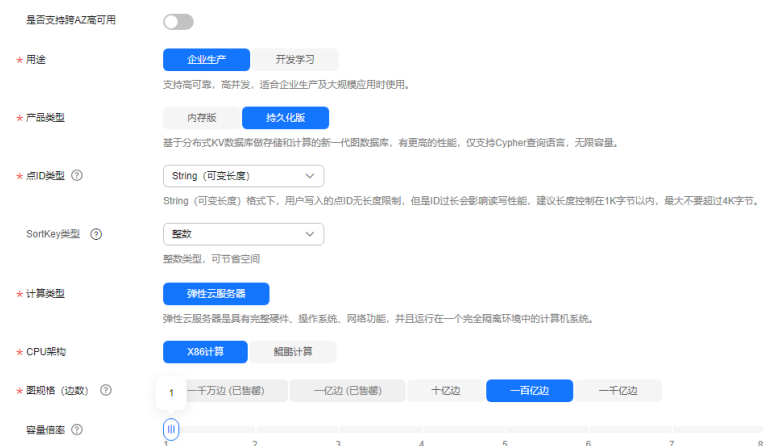 是否支持跨AZ高可用
* 用途 企业生产 开发学习
支持高可靠，高并发，适合企业生产及大规模应用时使用。
* 产品类型 内存版 持久化版
基于分布式KV数据库做存储和计算的新一代图数据库，有更高的性能，仅支持Cypher查询语言，无限容量。
* 点ID类型 ? String（可变长度）
String（可变长度）格式下，用户写入的点ID无长度限制，但是ID过长会影响读写性能，建议长度控制在1K字节以内，最大不要超过4K字节。
SortKey类型 ? 整数
整数类型，可节省空间
* 计算类型 弹性云服务器
弹性云服务器是具有完整硬件、操作系统、网络功能，并且运行在一个完全隔离环境中的计算机系统。
* CPU架构 X86计算 鲲鹏计算
* 图规格（边数） ? 1 一千万边 (已售罄) 一亿边 (已售罄) 十亿边 一百亿边 一千亿边
容量倍率 ?
1 2 3 4 5 6 7 8